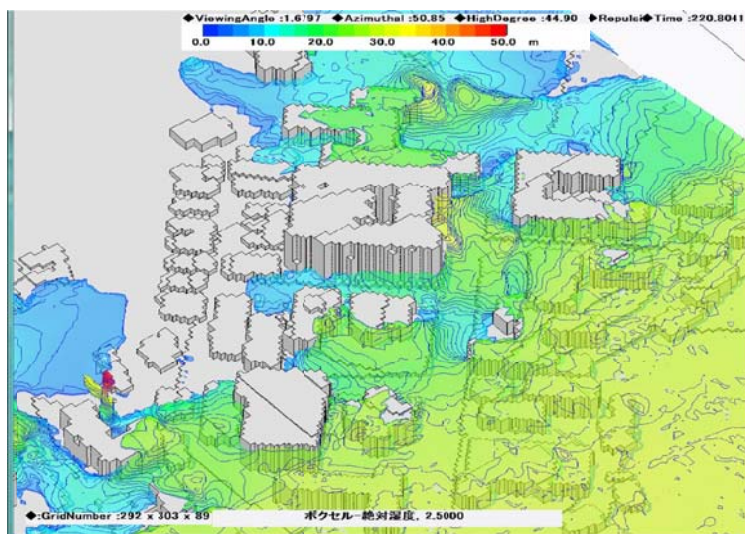 ◆ViewingAngle :1.6797 ◆Azimuthal :50.85 ◆HighDegree :44.90 ◆Repulsi◆Time :220.8041
0.0 10.0 20.0 30.0 40.0 50.0 m
◆:GridNumber :292 x 303 x 89
ボクセルー絶対湿度, 2.5000